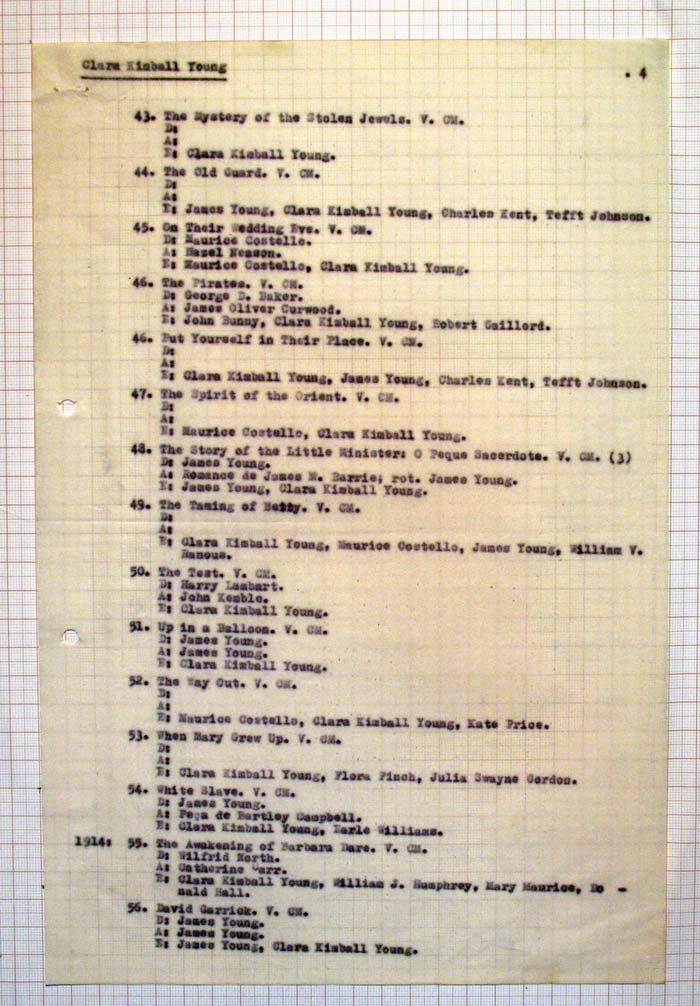 Clara Kimball Young
. 4
43. The Mystery of the Stolen Jewels. V. CM.
D:
A:
E: Clara Kimball Young.
44. The Old Guard. V. CM.
D:
A:
E: James Young, Clara Kimball Young, Charles Kent, Tefft Johnson.
45. On Their Wedding Eve. V. CM.
D: Maurice Costello.
A: Hazel Neason.
E: Maurice Costello, Clara Kimball Young.
46. The Pirates. V. CM.
D: George D. Baker.
A: James Oliver Curwood.
E: John Bunny, Clara Kimball Young, Robert Gaillord.
46. Put Yourself in Their Place. V. CM.
D:
A:
E: Clara Kimball Young, James Young, Charles Kent, Tefft Johnson.
47. The Spirit of the Orient. V. CM.
D:
A:
E: Maurice Costello, Clara Kimball Young.
48. The Story of the Little Minister: O Peque Sacerdote. V. CM. (3)
D: James Young.
A: Romance de James M. Barrie; rot. James Young.
E: James Young, Clara Kimball Young.
49. The Taming of Betty. V. CM.
D:
A:
E: Clara Kimball Young, Maurice Costello, James Young, William V.
Ranous.
50. The Test. V. CM.
D: Harry Lambart.
A: John Kemble.
E: Clara Kimball Young.
51. Up in a Balloon. V. CM.
D: James Young.
A: James Young.
E: Clara Kimball Young.
52. The Way Out. V. CM.
D:
A:
E: Maurice Costello, Clara Kimball Young, Kate Price.
53. When Mary Grew Up. V. CM.
D:
A:
E: Clara Kimball Young, Flora Finch, Julia Swayne Gordon.
54. White Slave. V. CM.
D: James Young.
A: Peça de Bartley Campbell.
E: Clara Kimball Young, Earle Williams.
1914: 55. The Awakening of Barbara Dare. V. CM.
D: Wilfrid North.
A: Catherine Carr.
E: Clara Kimball Young, William J. Humphrey, Mary Maurice, Do -
nald Hall.
56. David Garrick. V. CM.
D: James Young.
A: James Young.
E: James Young, Clara Kimball Young.